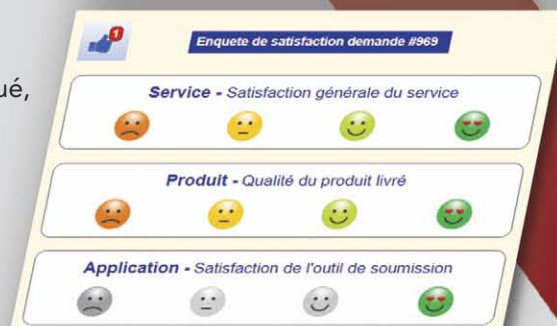 1
Enquete de satisfaction demande #969
ué,
Service - Satisfaction générale du service
Produit - Qualité du produit livré
Application - Satisfaction de l'outil de soumission